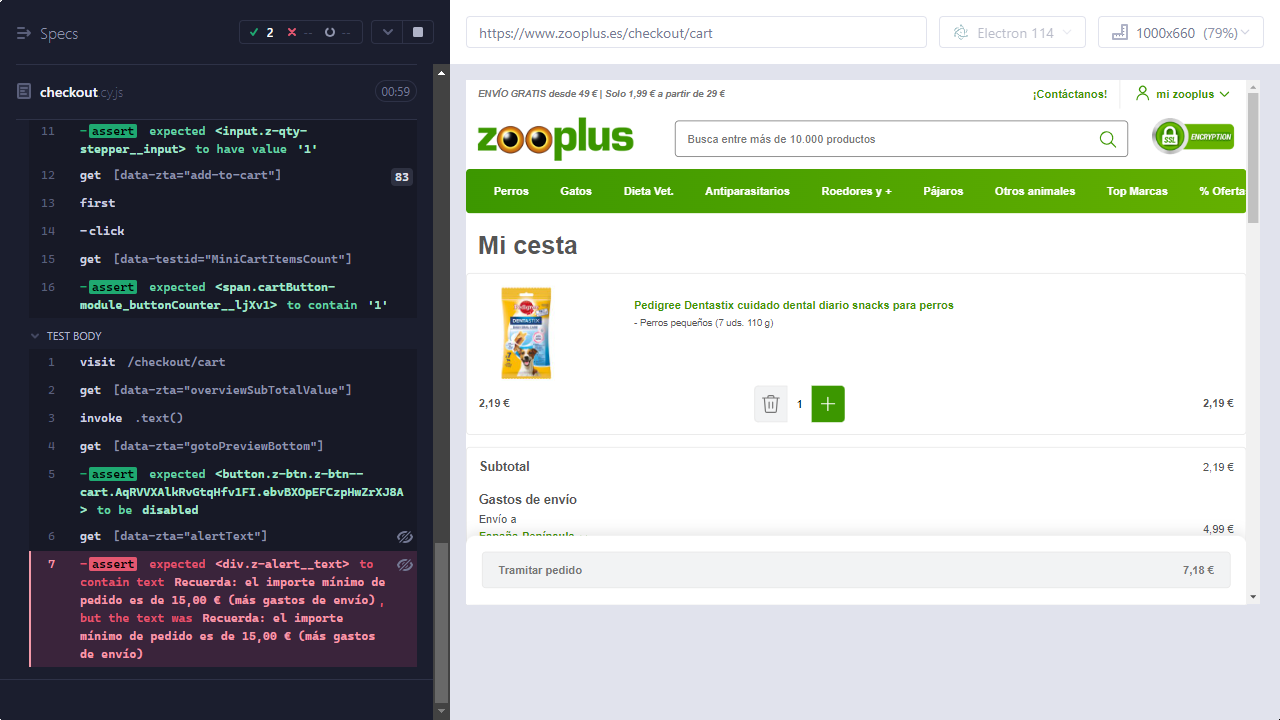 Specs
2
--
--
https://www.zooplus.es/checkout/cart
Electron 114
1000x660 (79%)
checkout.cy.js
00:59
11 -assert expected <input.z-qty-
stepper__input> to have value '1'
12 get [data-zta="add-to-cart"] 83
13 first
14 -click
15 get [data-testid="MiniCartItemsCount"]
16 -assert expected <span.cartButton-
module_buttonCounter__ljXv1> to contain '1'
TEST BODY
1 visit /checkout/cart
2 get [data-zta="overviewSubTotalValue"]
3 invoke .text()
4 get [data-zta="gotoPreviewBottom"]
5 -assert expected <button.z-btn.z-btn--
cart.AqRVVXAlkRvGtqHfv1FI.ebvBXOpEFCzpHwZrXJ8A
> to be disabled
6 get [data-zta="alertText"]
7 -assert expected <div.z-alert__text> to
contain text Recuerda: el importe mínimo de
pedido es de 15,00 € (más gastos de envío),
but the text was Recuerda: el importe
mínimo de pedido es de 15,00 € (más gastos
de envío)
ENVÍO GRATIS desde 49 € | Solo 1,99 € a partir de 29 €
¡Contáctanos!
mi zooplus
zooplus
Busca entre más de 10.000 productos
SSL ENCRYPTION
Perros Gatos Dieta Vet. Antiparasitarios Roedores y + Pájaros Otros animales Top Marcas % Oferta
Mi cesta
Pedigree
DENTASTIX
Pedigree Dentastix cuidado dental diario snacks para perros
- Perros pequeños (7 uds. 110 g)
2,19 € 1 2,19 €
Subtotal 2,19 €
Gastos de envío
Envío a
España-Península 4,99 €
Tramitar pedido 7,18 €